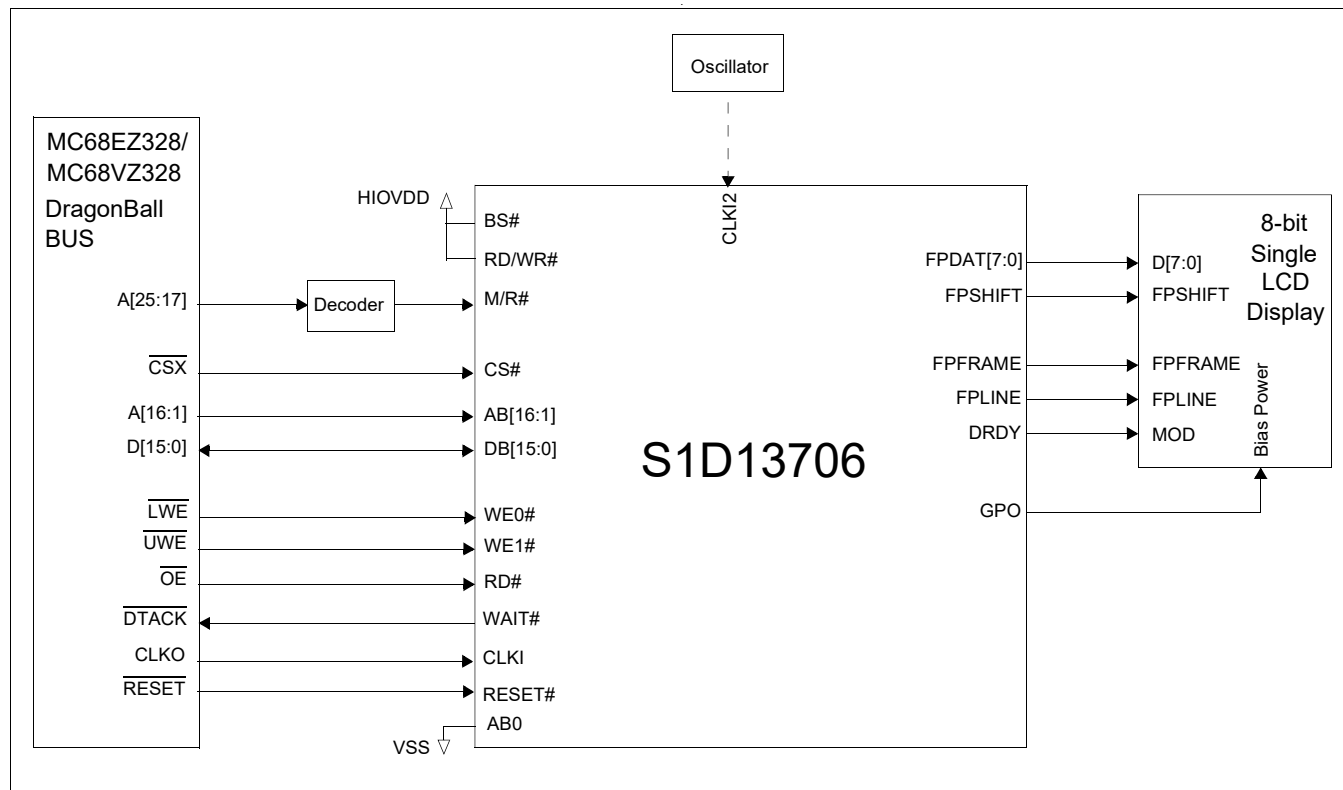 Oscillator
MC68EZ328/
MC68VZ328
DragonBall
BUS
A[25:17]
CSX
A[16:1]
D[15:0]
LWE
UWE
OE
DTACK
CLKO
RESET
Decoder
HIOVDD
VSS
BS#
RD/WR#
M/R#
CS#
AB[16:1]
DB[15:0]
WE0#
WE1#
RD#
WAIT#
CLKI
RESET#
AB0
CLKI2
S1D13706
FPDAT[7:0]
FPSHIFT
FPFRAME
FPLINE
DRDY
GPO
8-bit
Single
LCD
Display
D[7:0]
FPSHIFT
FPFRAME
FPLINE
MOD
Bias Power